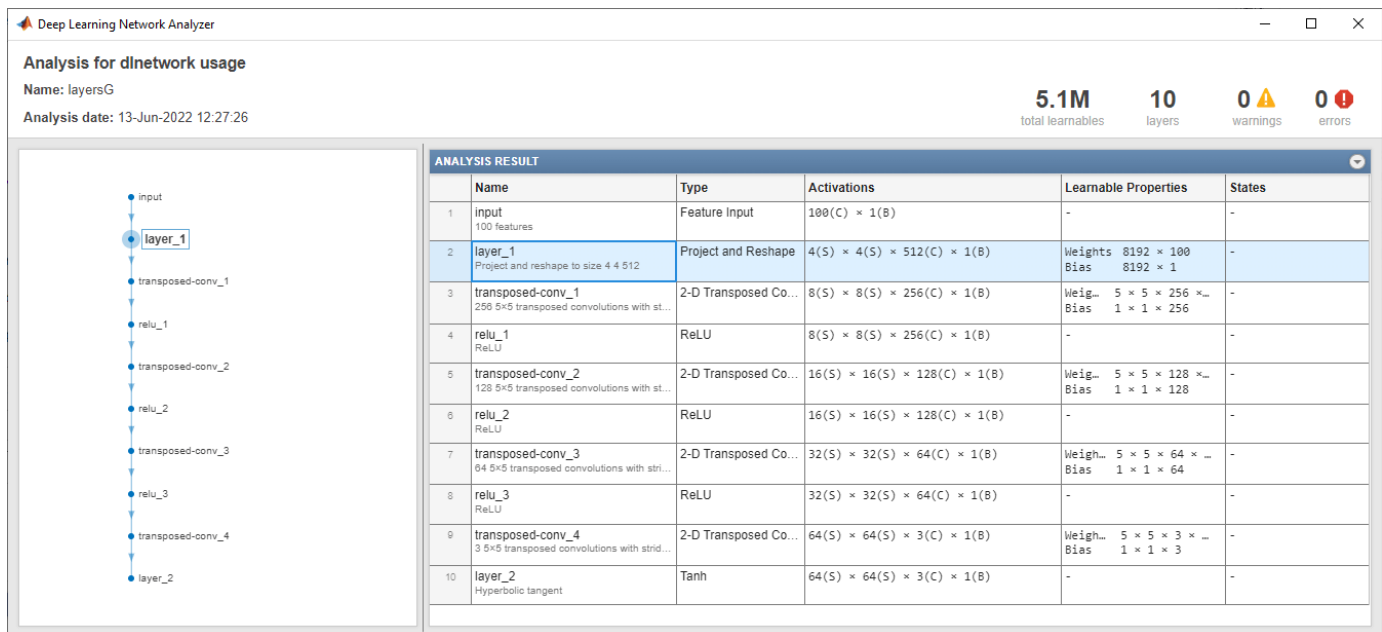 Deep Learning Network Analyzer
Analysis for dlnetwork usage
Name: layersG
Analysis date: 13-Jun-2022 12:27:26
5.1M
total learnables
10
layers
0
warnings
0
errors
input
layer_1
transposed-conv_1
relu_1
transposed-conv_2
relu_2
transposed-conv_3
relu_3
transposed-conv_4
layer_2
ANALYSIS RESULT
Name Type Activations Learnable Properties States
1 input Feature Input 100(C) × 1(B) - -
100 features
2 layer_1 Project and Reshape 4(S) × 4(S) × 512(C) × 1(B) Weights 8192 × 100 -
Project and reshape to size 4 4 512 Bias 8192 × 1
3 transposed-conv_1 2-D Transposed Co... 8(S) × 8(S) × 256(C) × 1(B) Weig… 5 × 5 × 256 ×… -
256 5×5 transposed convolutions with st... Bias 1 × 1 × 256
4 relu_1 ReLU 8(S) × 8(S) × 256(C) × 1(B) - -
ReLU
5 transposed-conv_2 2-D Transposed Co... 16(S) × 16(S) × 128(C) × 1(B) Weig… 5 × 5 × 128 ×… -
128 5×5 transposed convolutions with st... Bias 1 × 1 × 128
6 relu_2 ReLU 16(S) × 16(S) × 128(C) × 1(B) - -
ReLU
7 transposed-conv_3 2-D Transposed Co... 32(S) × 32(S) × 64(C) × 1(B) Weigh… 5 × 5 × 64 × … -
64 5×5 transposed convolutions with stri... Bias 1 × 1 × 64
8 relu_3 ReLU 32(S) × 32(S) × 64(C) × 1(B) - -
ReLU
9 transposed-conv_4 2-D Transposed Co... 64(S) × 64(S) × 3(C) × 1(B) Weigh… 5 × 5 × 3 × … -
3 5×5 transposed convolutions with strid... Bias 1 × 1 × 3
10 layer_2 Tanh 64(S) × 64(S) × 3(C) × 1(B) - -
Hyperbolic tangent